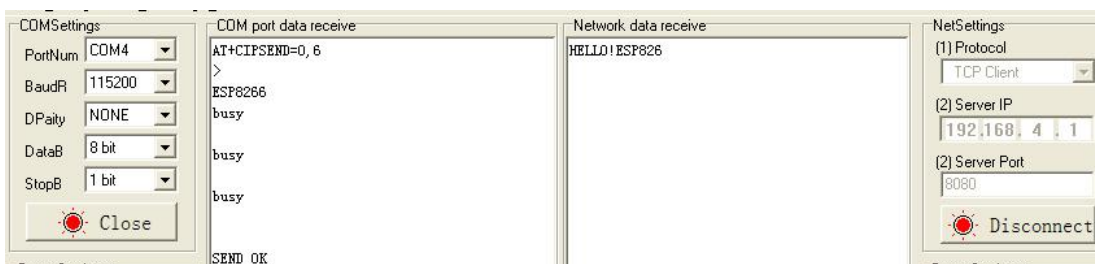 COMSettings
PortNum COM4
BaudR 115200
DPaity NONE
DataB 8 bit
StopB 1 bit
Close
COM port data receive
AT+CIPSEND=0,6
>
ESP8266
busy
busy
busy
SEND OK
Network data receive
HELLO!ESP826
NetSettings
(1) Protocol
TCP Client
(2) Server IP
192.168. 4 . 1
(2) Server Port
8080
Disconnect